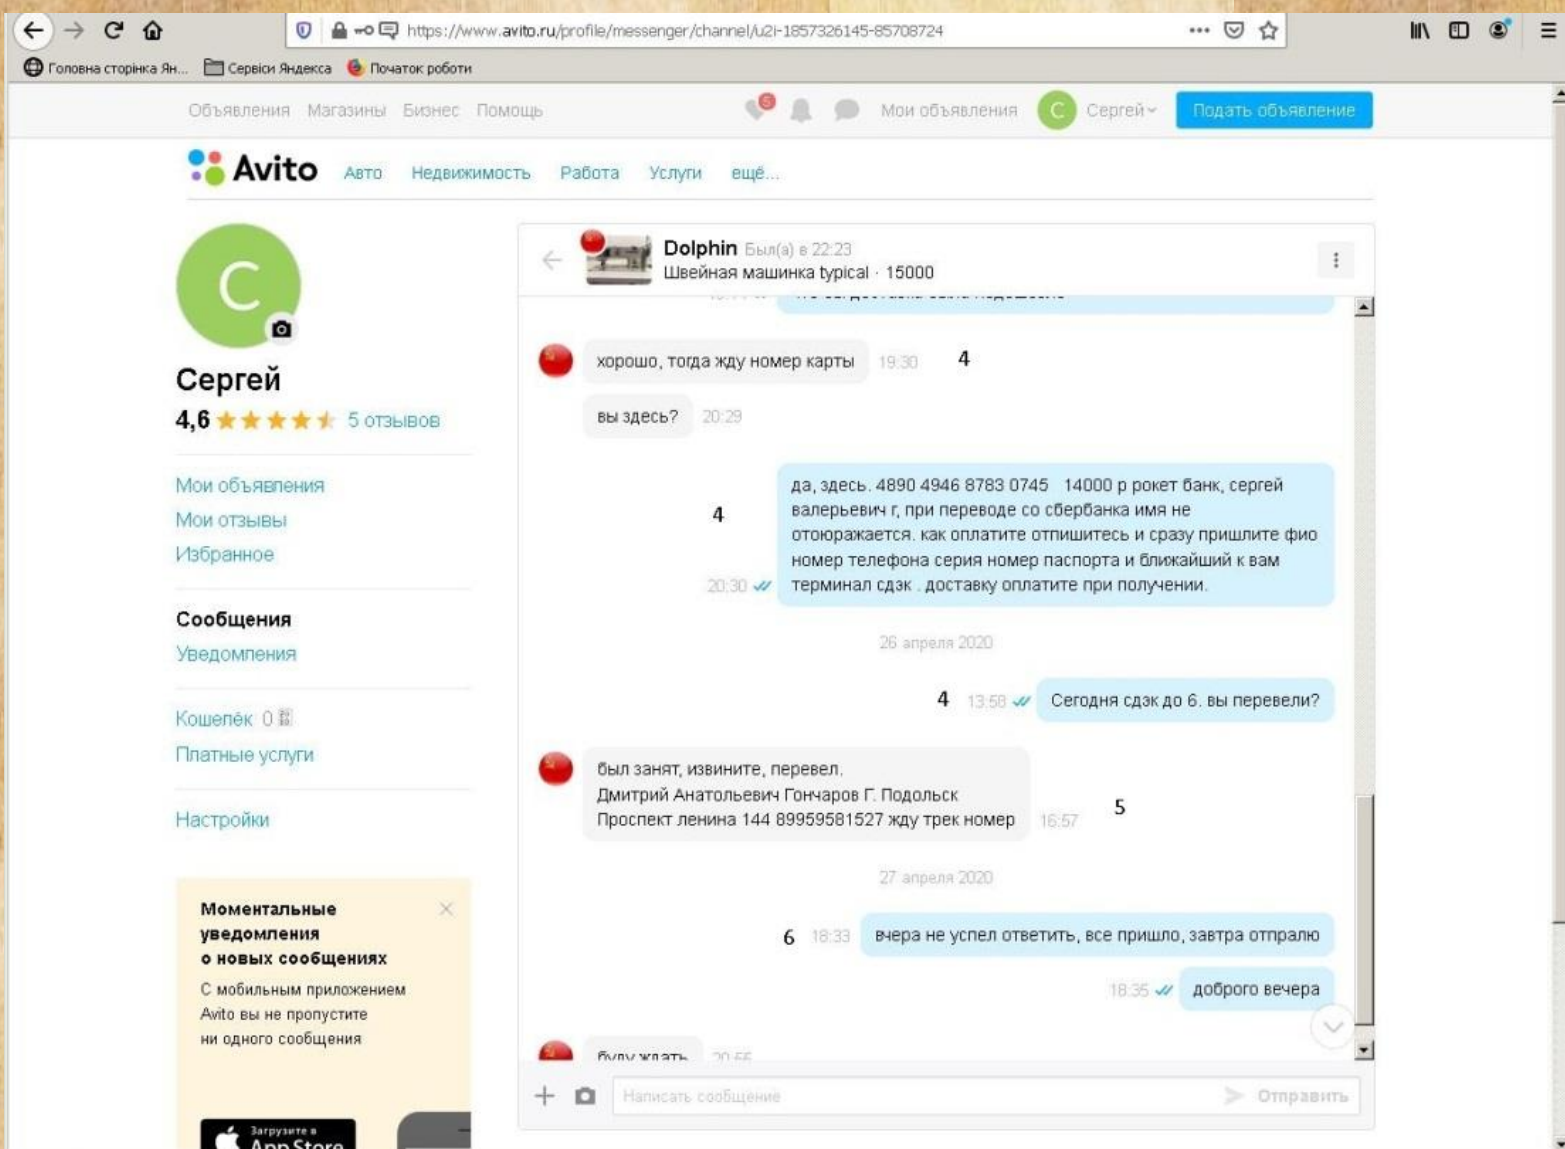 https://www.avito.ru/profile/messenger/channel/u2i-1857326145-85708724
Головна сторінка Ян... Сервіси Яндекса Початок роботи
Объявления Магазины Бизнес Помощь
5 Мои объявления С Сергей Подать объявление
Avito Авто Недвижимость Работа Услуги ещё...
С
Сергей
4,6 5 отзывов
Мои объявления
Мои отзывы
Избранное
Сообщения
Уведомления
Кошелёк 0
Платные услуги
Настройки
Моментальные
уведомления
о новых сообщениях
С мобильным приложением
Avito вы не пропустите
ни одного сообщения
Загрузите в
App Store
Dolphin Был(а) в 22:23
Швейная машинка typical · 15000
хорошо, тогда жду номер карты 19:30 4
вы здесь? 20:29
да, здесь. 4890 4946 8783 0745 14000 р рокет банк, сергей
валерьевич г, при переводе со сбербанка имя не
отоюражается. как оплатите отпишитесь и сразу пришлите фио
номер телефона серия номер паспорта и ближайший к вам
терминал сдэк . доставку оплатите при получении.
4
20:30
26 апреля 2020
4 13:58 Сегодня сдэк до 6. вы перевели?
был занят, извините, перевел.
Дмитрий Анатольевич Гончаров Г. Подольск
Проспект ленина 144 89959581527 жду трек номер 16:57 5
27 апреля 2020
6 18:33 вчера не успел ответить, все пришло, завтра отпралю
18:35 доброго вечера
буду ждать
Написать сообщение Отправить